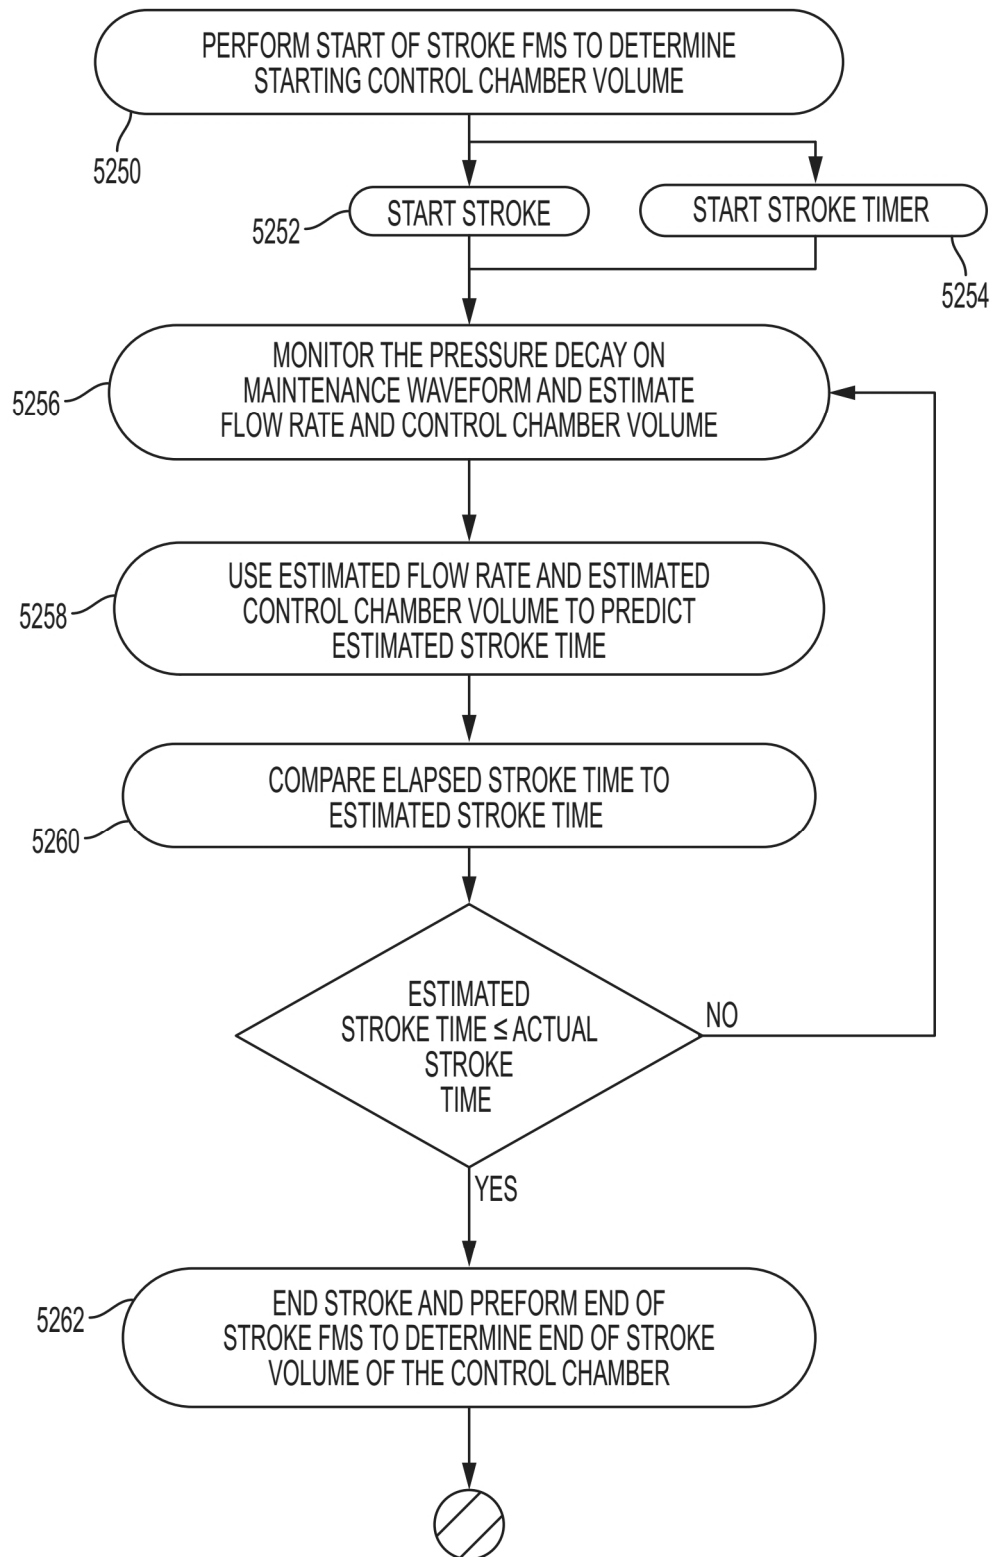 PERFORM START OF STROKE FMS TO DETERMINE
STARTING CONTROL CHAMBER VOLUME
5250
START STROKE
5252
START STROKE TIMER
5254
MONITOR THE PRESSURE DECAY ON
MAINTENANCE WAVEFORM AND ESTIMATE
FLOW RATE AND CONTROL CHAMBER VOLUME
5256
USE ESTIMATED FLOW RATE AND ESTIMATED
CONTROL CHAMBER VOLUME TO PREDICT
ESTIMATED STROKE TIME
5258
COMPARE ELAPSED STROKE TIME TO
ESTIMATED STROKE TIME
5260
ESTIMATED
STROKE TIME ≤ ACTUAL
STROKE
TIME
NO
YES
END STROKE AND PREFORM END OF
STROKE FMS TO DETERMINE END OF STROKE
VOLUME OF THE CONTROL CHAMBER
5262